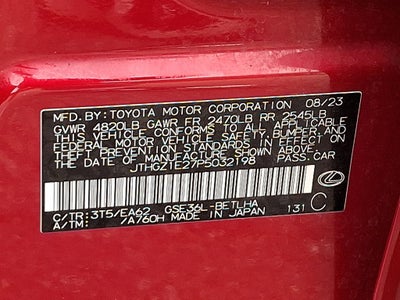 MFD. BY: TOYOTA MOTOR CORPORATION 08/23
GVWR 4820LB GAWR FR 2470LB RR 2545LB
THIS VEHICLE CONFORMS TO ALL APPLICABLE
FEDERAL MOTOR VEHICLE SAFETY, BUMPER, AND
THEFT PREVENTION STANDARDS IN EFFECT ON
THE DATE OF MANUFACTURE SHOWN ABOVE.
JTHGZ1E27P5032198 PASS. CAR
C/TR: 3T5/EA62 GSE36L-BETLHA
A/TM: /A760H MADE IN JAPAN 131 C